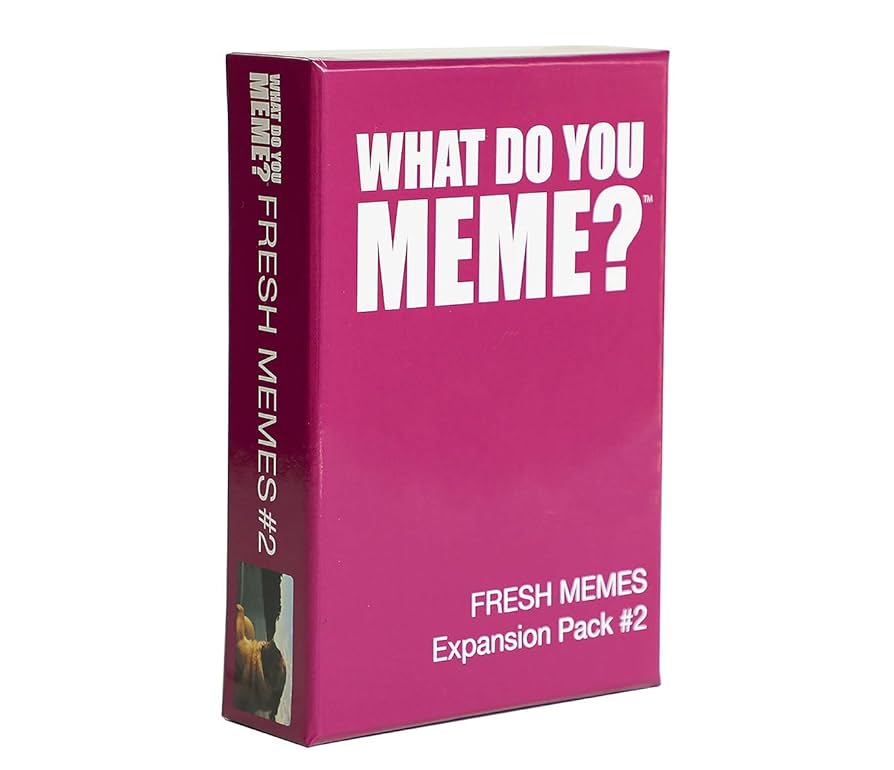 WHAT DO YOU
MEME?™
FRESH MEMES
Expansion Pack #2
WHAT DO YOU
MEME?
FRESH MEMES #2